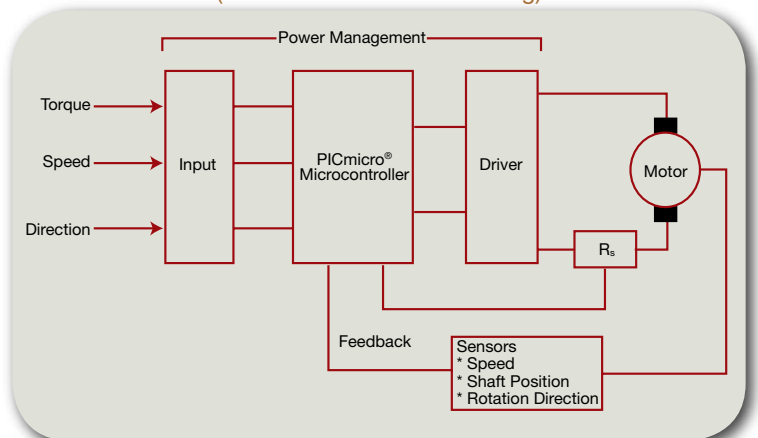 Power Management
Torque
Speed
Direction
Input
PICmicro®
Microcontroller
Driver
Motor
Rs
Feedback
Sensors
* Speed
* Shaft Position
* Rotation Direction